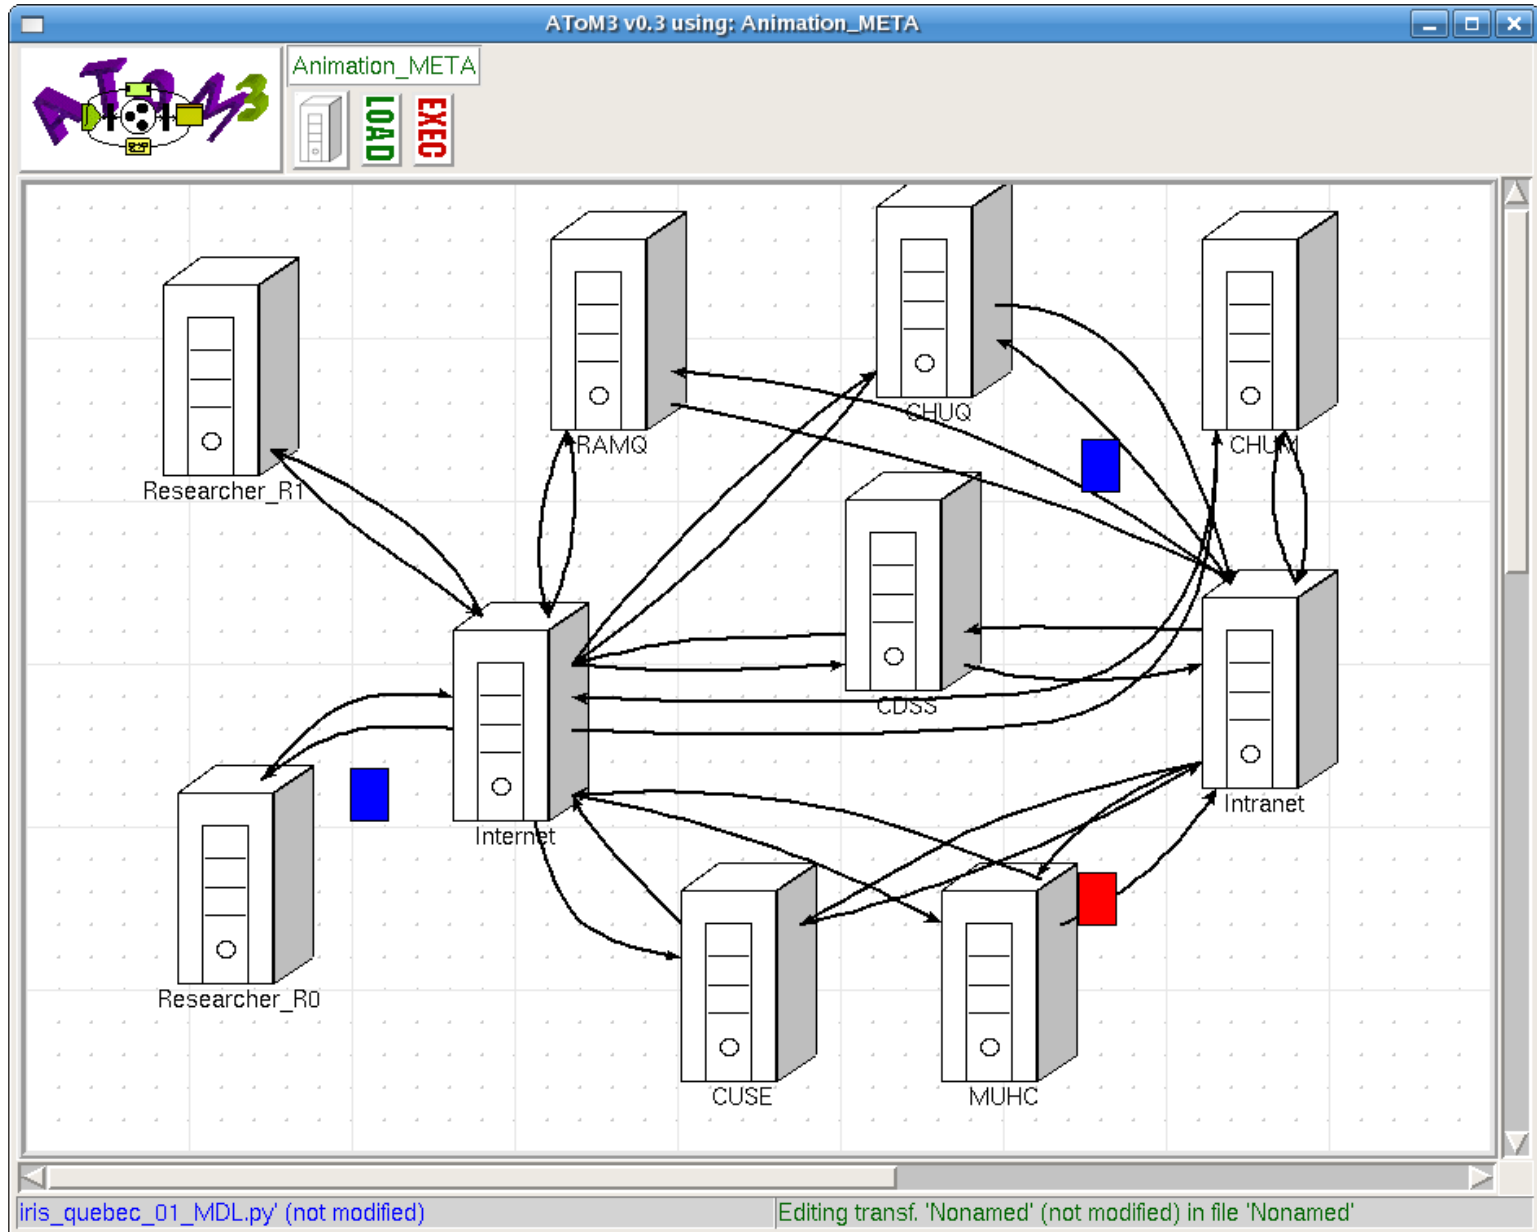 AToM3 v0.3 using: Animation_META
AToM3
Animation_META
LOAD
EXEC
CHUQ
RAMQ
CHUM
Researcher_R1
CDSS
Intranet
Internet
Researcher_R0
CUSE
MUHC
iris_quebec_01_MDL.py' (not modified)
Editing transf. 'Nonamed' (not modified) in file 'Nonamed'